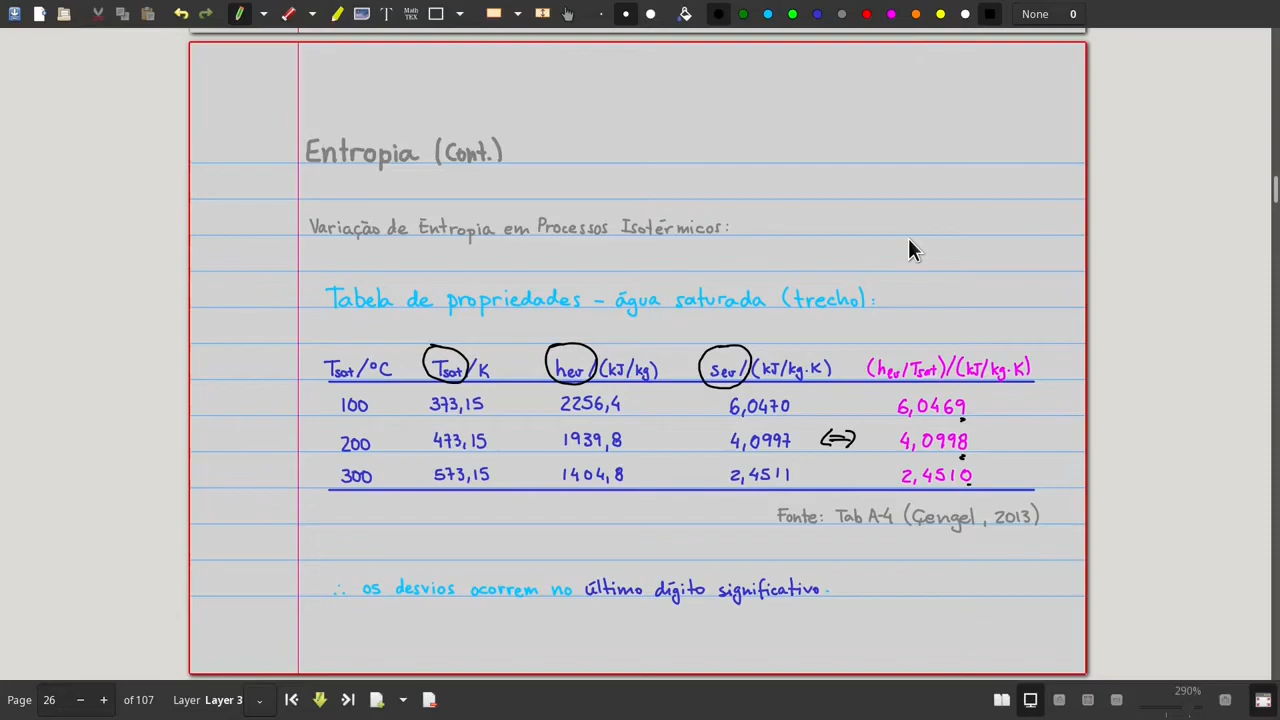 T Math TEX None 0
Entropia (Cont.)
Variação de Entropia em Processos Isotérmicos:
Tabela de propriedades - água saturada (trecho):
Tsat/°C Tsat/K hev/(kJ/kg) sev/(kJ/kg·K) (hev/Tsat)/(kJ/kg·K)
100 373,15 2256,4 6,0470 6,0469
200 473,15 1939,8 4,0997 (⇔) 4,0998
300 573,15 1404,8 2,4511 2,4510
Fonte: Tab A-4 (Çengel, 2013)
∴ os desvios ocorrem no último dígito significativo.
Page 26 − + of 107 Layer Layer 3 290%